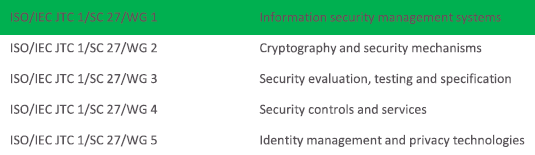 ISO/IEC JTC 1/SC 27/WG 1 Information security management systems
ISO/IEC JTC 1/SC 27/WG 2 Cryptography and security mechanisms
ISO/IEC JTC 1/SC 27/WG 3 Security evaluation, testing and specification
ISO/IEC JTC 1/SC 27/WG 4 Security controls and services
ISO/IEC JTC 1/SC 27/WG 5 Identity management and privacy technologies